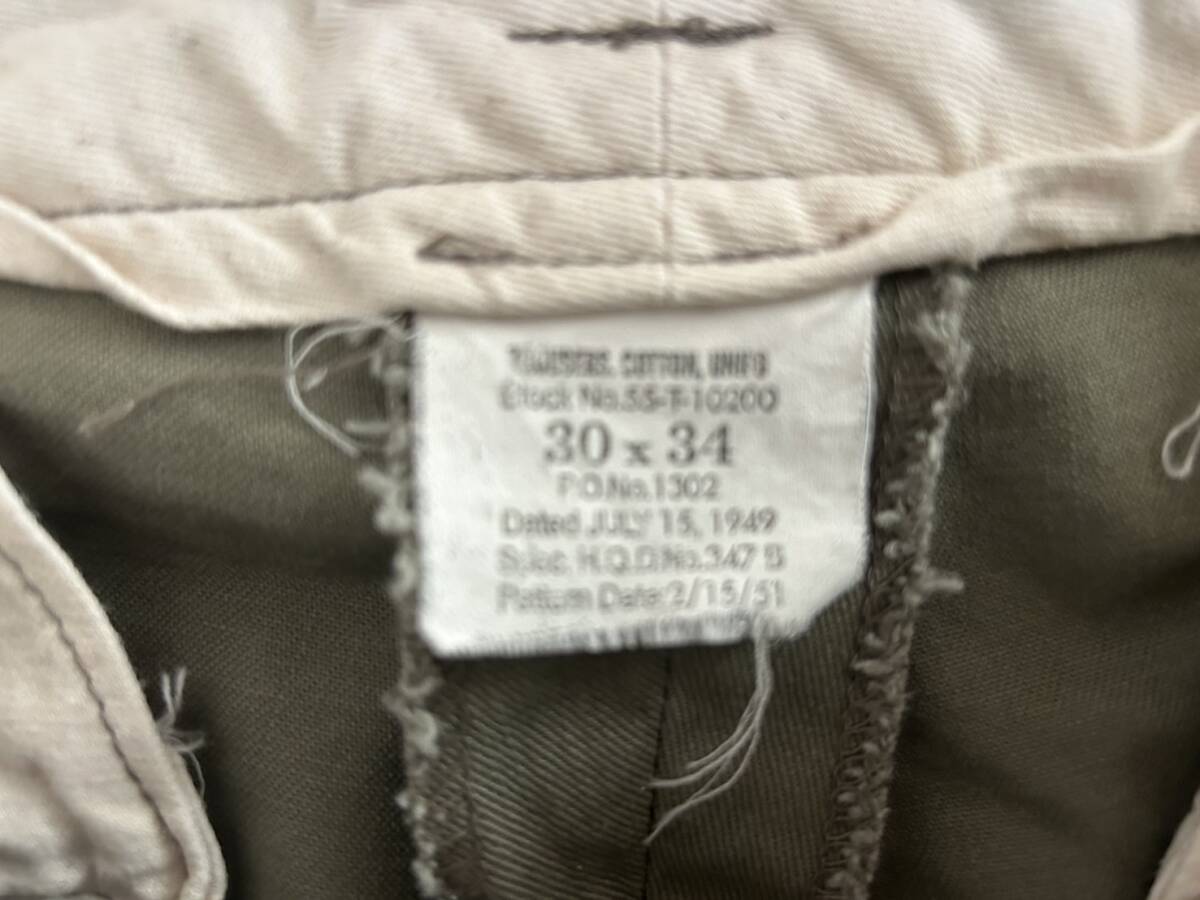 TROUSERS, COTTON, UNIFO
Stock No.55-T-10200
30 x 34
P.O.No.1302
Dated JULY 15, 1949
Spec. H.Q.D.No.347 B
Pattern Date:2/15/51